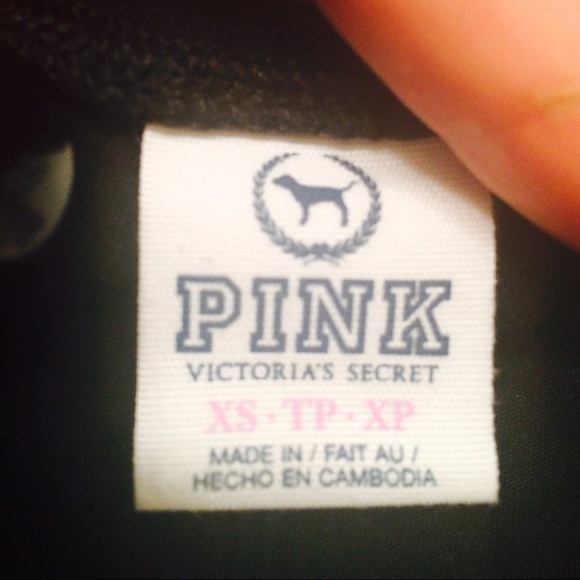 PINK
VICTORIA'S SECRET
XS · TP · XP
MADE IN / FAIT AU /
HECHO EN CAMBODIA